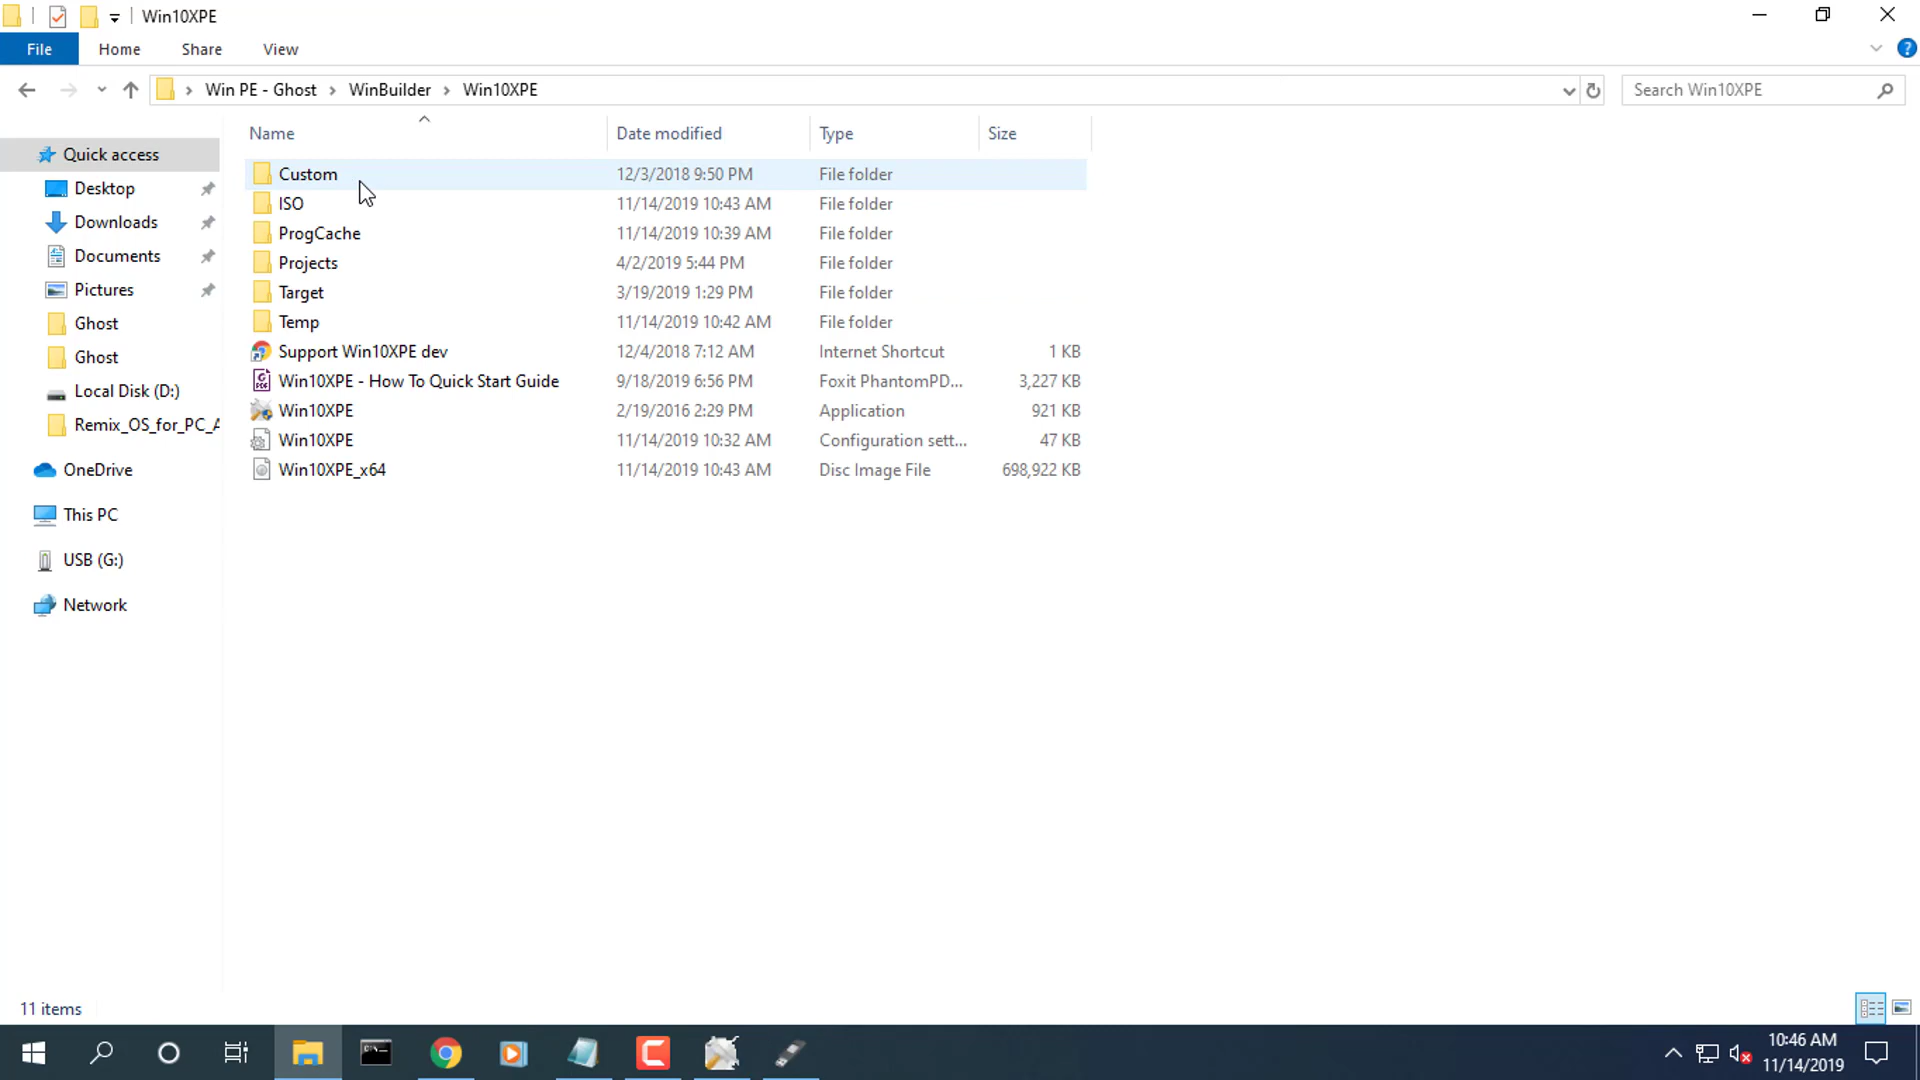 Win10XPE
File Home Share View
Win PE - Ghost WinBuilder Win10XPE Search Win10XPE
Name Date modified Type Size
Quick access
Desktop
Downloads
Documents
Pictures
Ghost
Ghost
Local Disk (D:)
Remix_OS_for_PC_A
OneDrive
This PC
USB (G:)
Network
Custom 12/3/2018 9:50 PM File folder
ISO 11/14/2019 10:43 AM File folder
ProgCache 11/14/2019 10:39 AM File folder
Projects 4/2/2019 5:44 PM File folder
Target 3/19/2019 1:29 PM File folder
Temp 11/14/2019 10:42 AM File folder
Support Win10XPE dev 12/4/2018 7:12 AM Internet Shortcut 1 KB
Win10XPE - How To Quick Start Guide 9/18/2019 6:56 PM Foxit PhantomPD... 3,227 KB
Win10XPE 2/19/2016 2:29 PM Application 921 KB
Win10XPE 11/14/2019 10:32 AM Configuration sett... 47 KB
Win10XPE_x64 11/14/2019 10:43 AM Disc Image File 698,922 KB
11 items
10:46 AM
11/14/2019